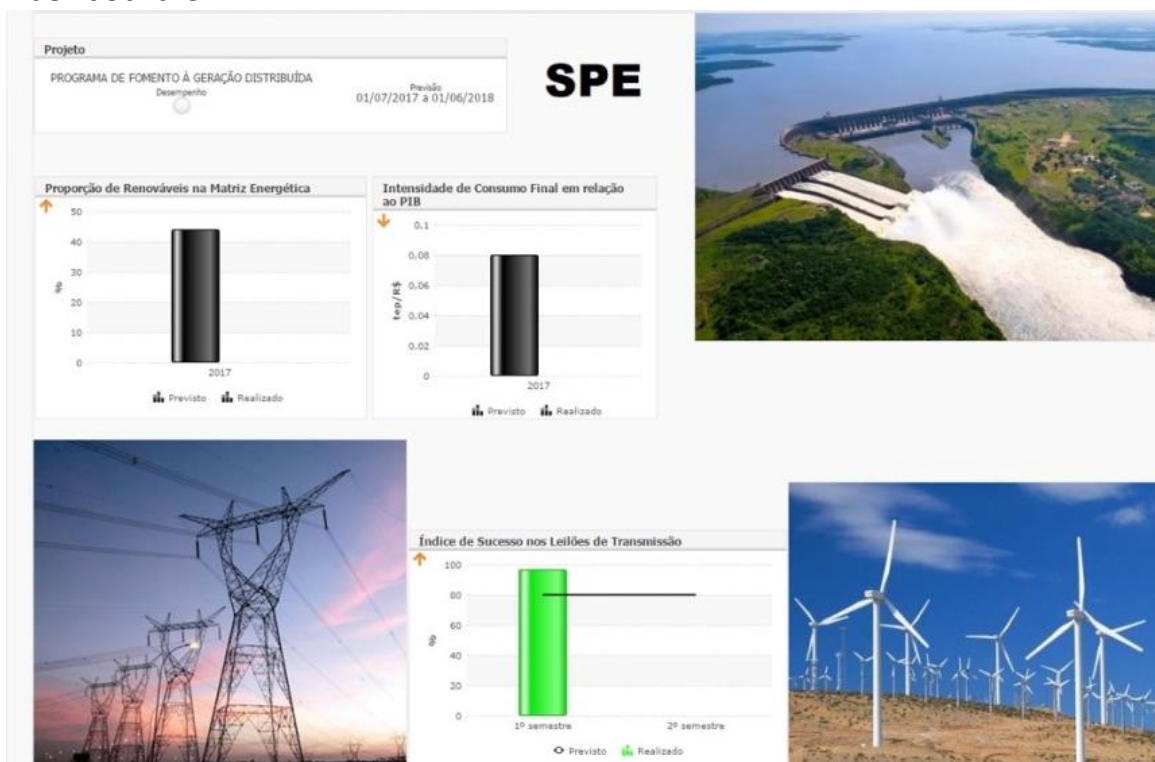 Projeto
PROGRAMA DE FOMENTO À GERAÇÃO DISTRIBUÍDA
Desempenho
Previsão
01/07/2017 a 01/06/2018
SPE
Proporção de Renováveis na Matriz Energética
50
40
30
20
10
0
%
2017
Previsto Realizado
Intensidade de Consumo Final em relação
ao PIB
0.1
0.08
0.06
0.04
0.02
0
tep/R$
2017
Previsto Realizado
Índice de Sucesso nos Leilões de Transmissão
100
80
60
40
20
0
%
1º semestre 2º semestre
Previsto Realizado